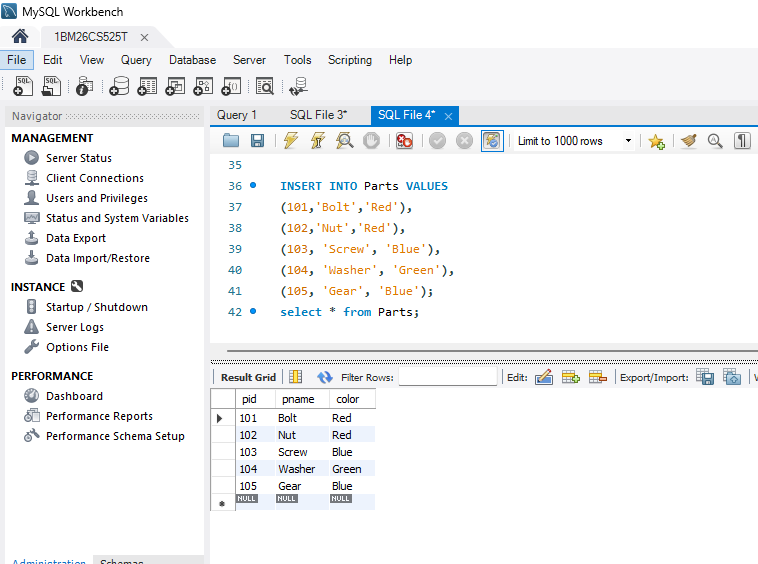 MySQL Workbench
1BM26CS525T
File Edit View Query Database Server Tools Scripting Help
Navigator
MANAGEMENT
Server Status
Client Connections
Users and Privileges
Status and System Variables
Data Export
Data Import/Restore
INSTANCE
Startup / Shutdown
Server Logs
Options File
PERFORMANCE
Dashboard
Performance Reports
Performance Schema Setup
Administration Schemas
Query 1 SQL File 3* SQL File 4*
Limit to 1000 rows
35
36 INSERT INTO Parts VALUES
37 (101,'Bolt','Red'),
38 (102,'Nut','Red'),
39 (103, 'Screw', 'Blue'),
40 (104, 'Washer', 'Green'),
41 (105, 'Gear', 'Blue');
42 select * from Parts;
Result Grid Filter Rows: Edit: Export/Import:
pid pname color
101 Bolt Red
102 Nut Red
103 Screw Blue
104 Washer Green
105 Gear Blue
NULL NULL NULL